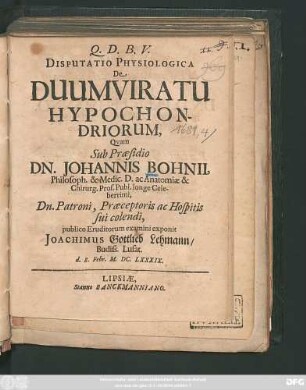 Q. D. B. V.
DISPUTATIO PHYSIOLOGICA
De
DUUMVIRATU
HYPOCHON-
DRIORUM,
Quam
Sub Præsidio
DN. JOHANNIS BOHNII.
Philosoph. & Medic. D. ac Anatomiæ &
Chirurg. Prof. Publ. longe Cele-
berrimi,
Dn. Patroni, Præceptoris ac Hospitis
sui colendi,
publico Eruditorum examini exponit
JOACHIMUS Gottlieb Lehmann/
Budiss. Lusat.
d. 8. Febr. M. DC. LXXXIX.
LIPSIÆ,
1689,4/